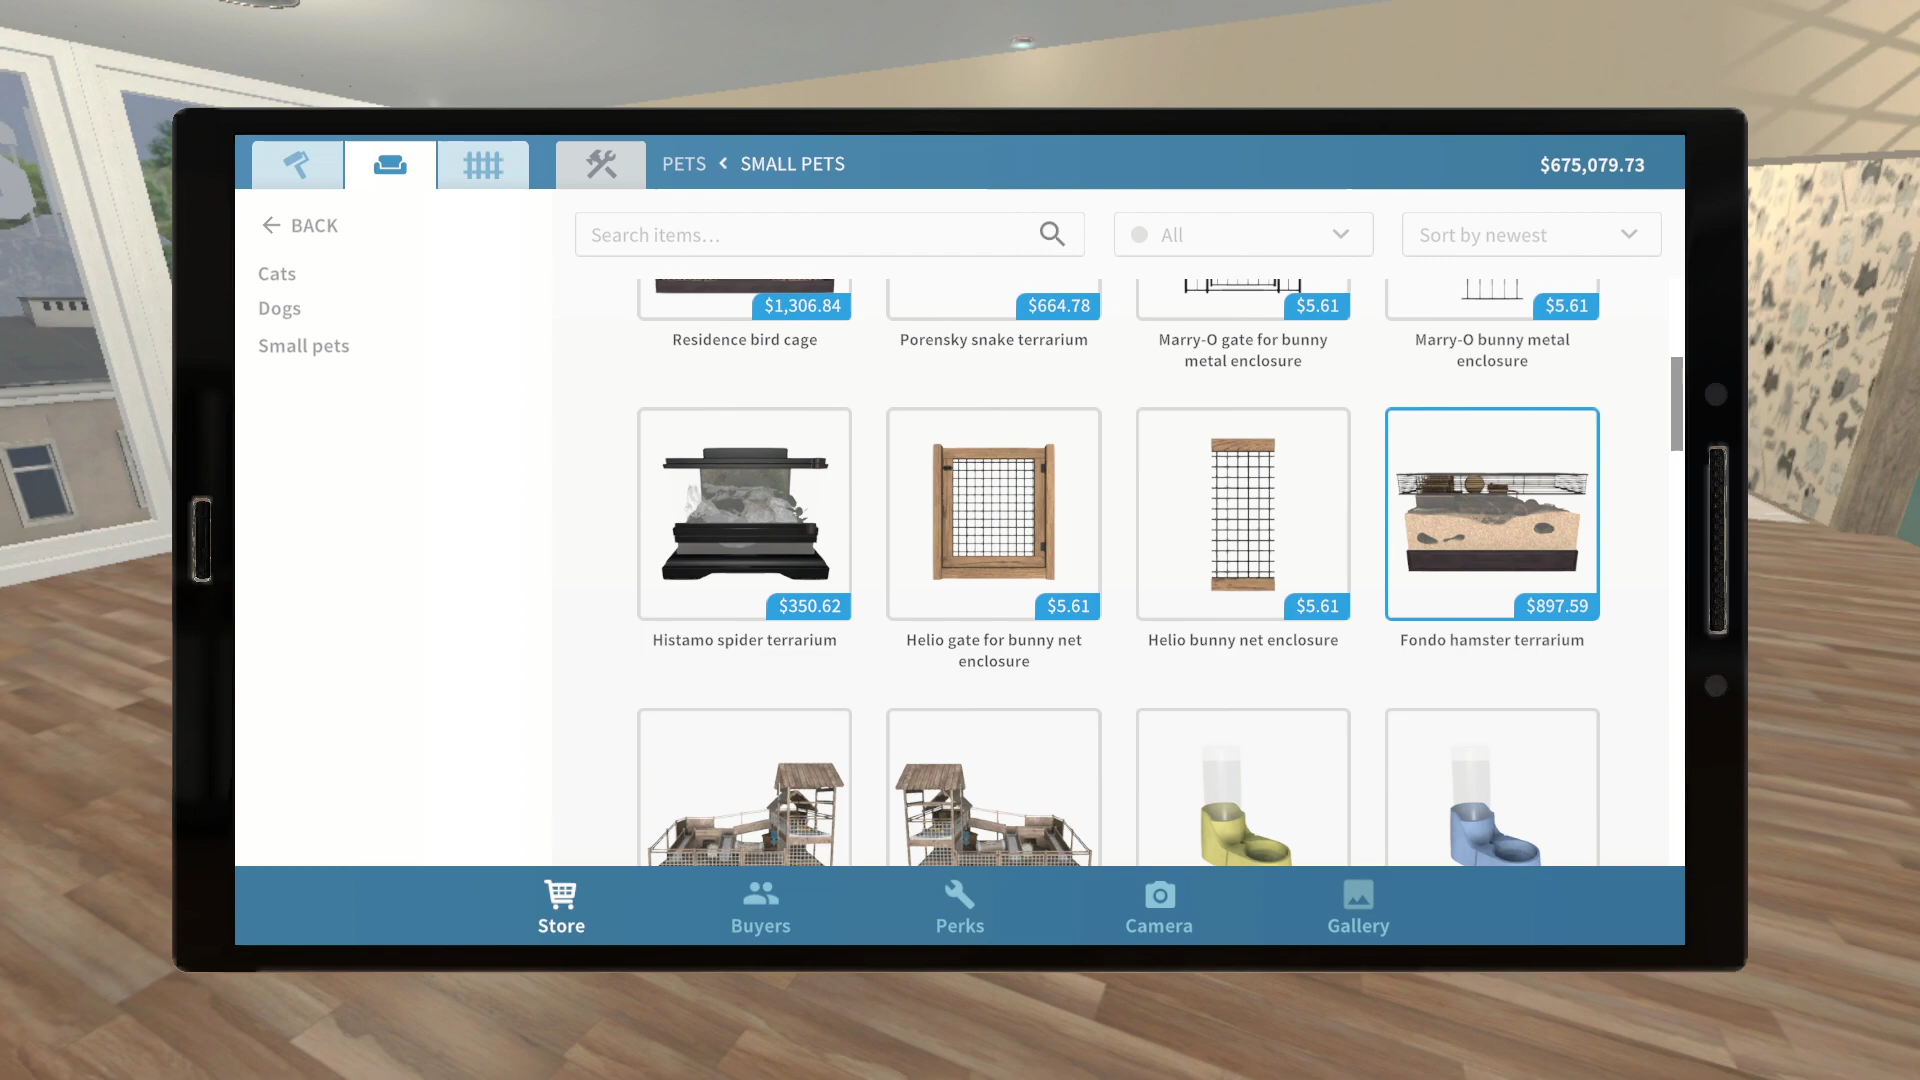 PETS < SMALL PETS
$675,079.73
BACK
Search items...
All
Sort by newest
Cats
Dogs
Small pets
$1,306.84
$664.78
$5.61
$5.61
Residence bird cage
Porensky snake terrarium
Marry-O gate for bunny
metal enclosure
Marry-O bunny metal
enclosure
$350.62
$5.61
$5.61
$897.59
Histamo spider terrarium
Helio gate for bunny net
enclosure
Helio bunny net enclosure
Fondo hamster terrarium
Store
Buyers
Perks
Camera
Gallery